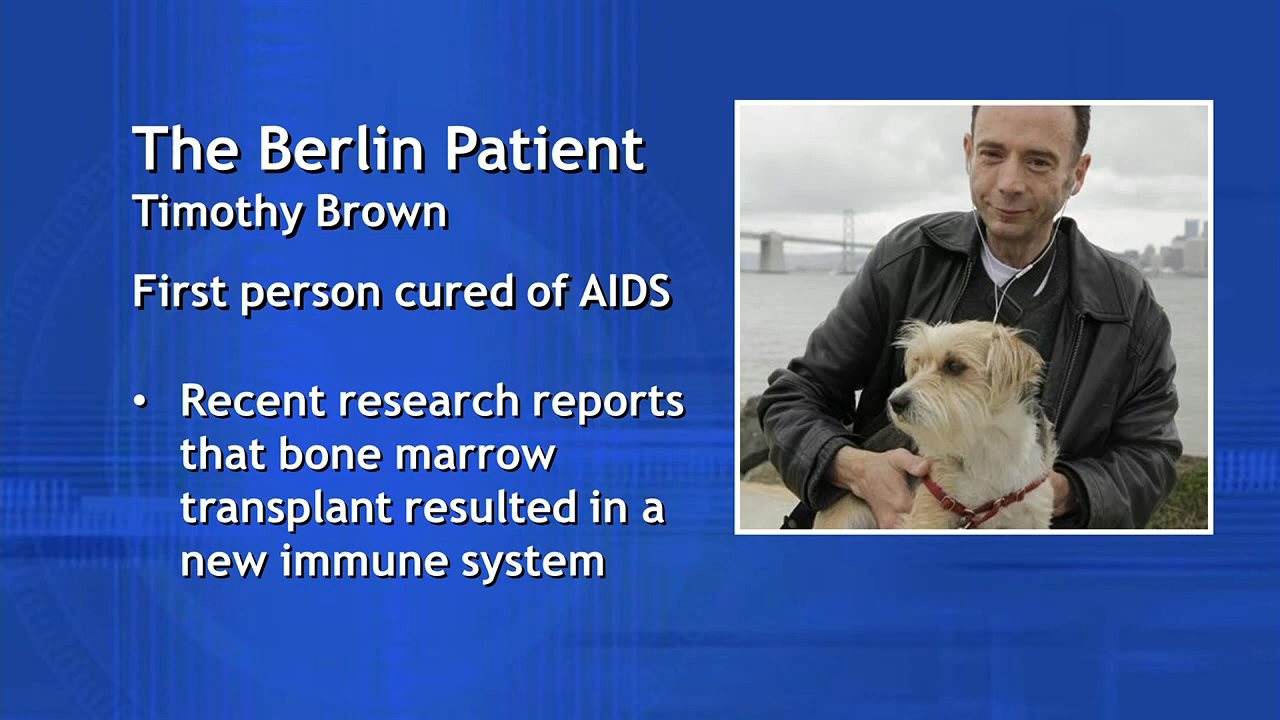 The Berlin Patient
Timothy Brown
First person cured of AIDS
• Recent research reports
that bone marrow
transplant resulted in a
new immune system